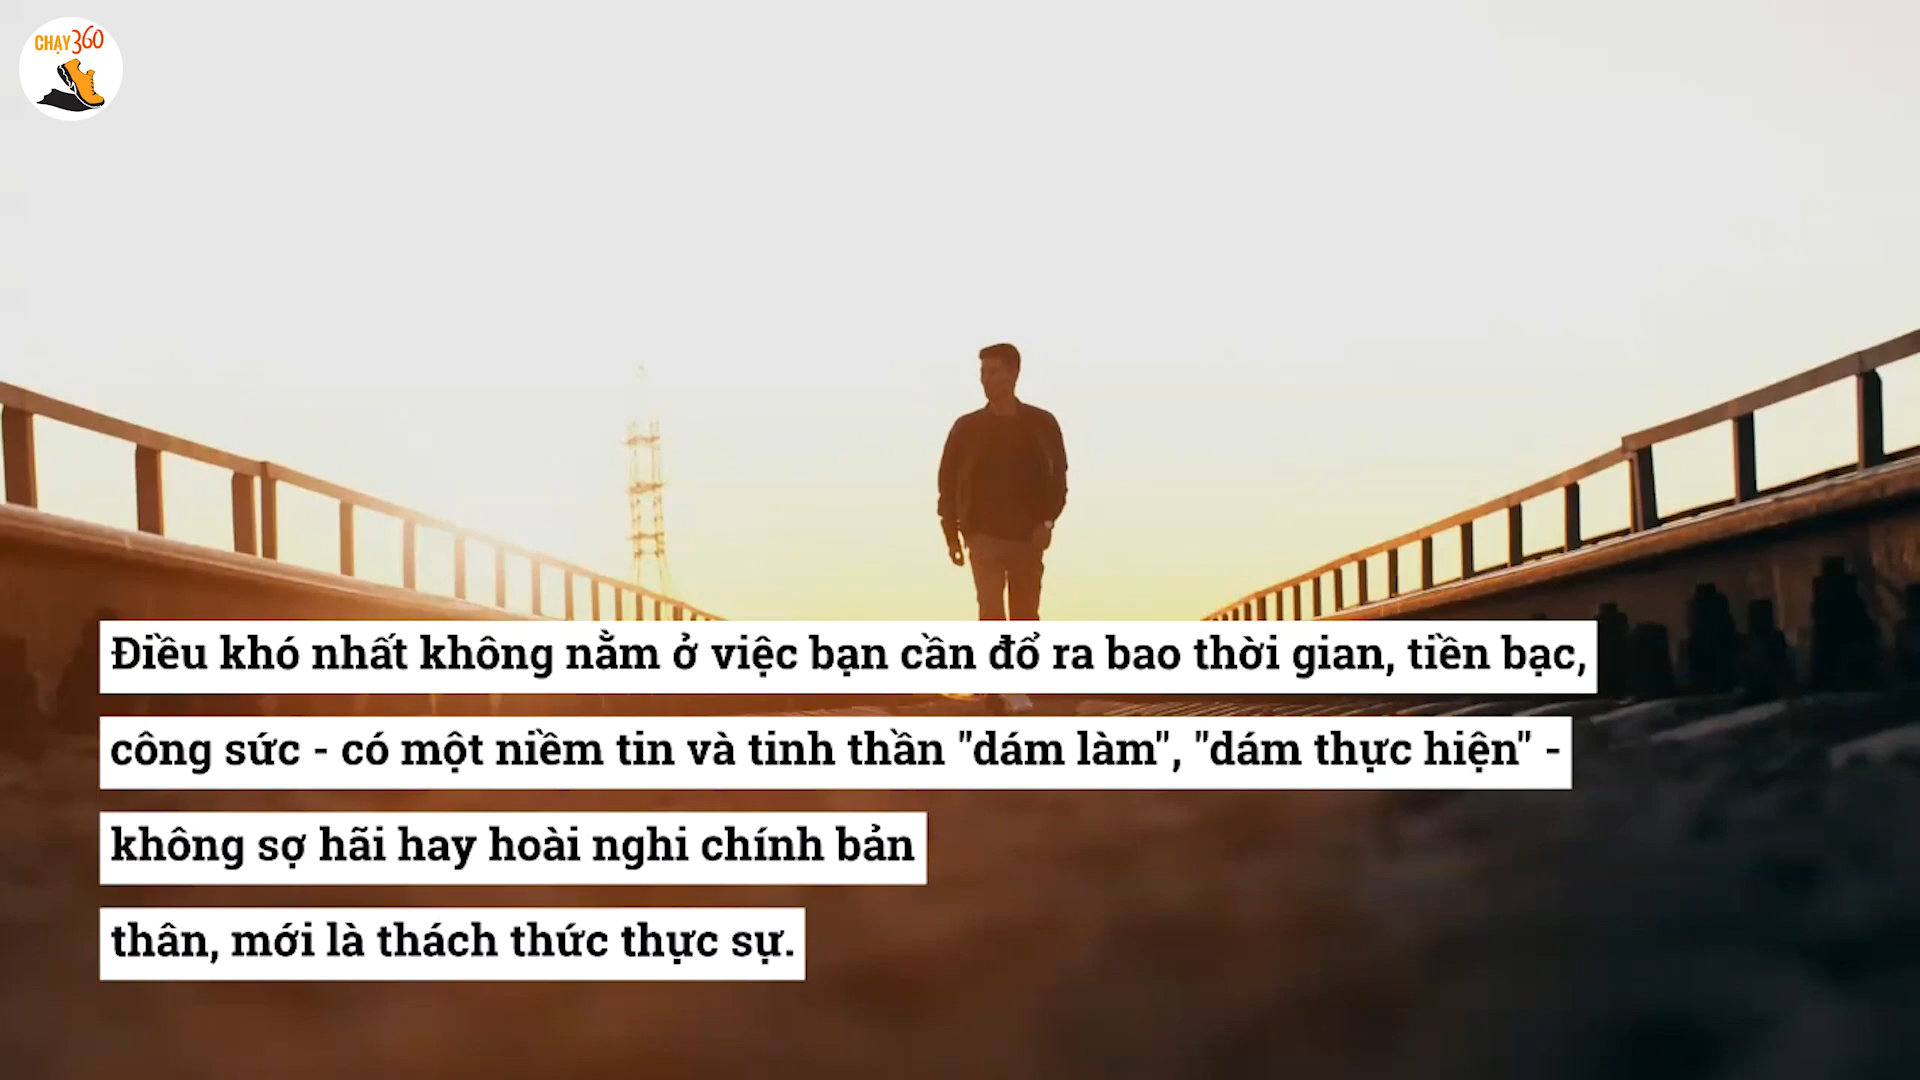 CHẠY 360
Điều khó nhất không nằm ở việc bạn cần đổ ra bao thời gian, tiền bạc,
công sức - có một niềm tin và tinh thần "dám làm", "dám thực hiện" -
không sợ hãi hay hoài nghi chính bản
thân, mới là thách thức thực sự.